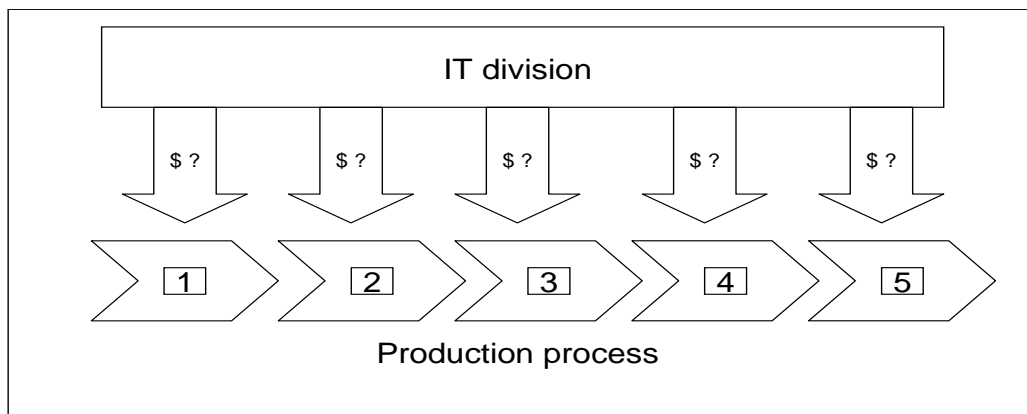 IT division
$ ? $ ? $ ? $ ? $ ?
1 2 3 4 5
Production process